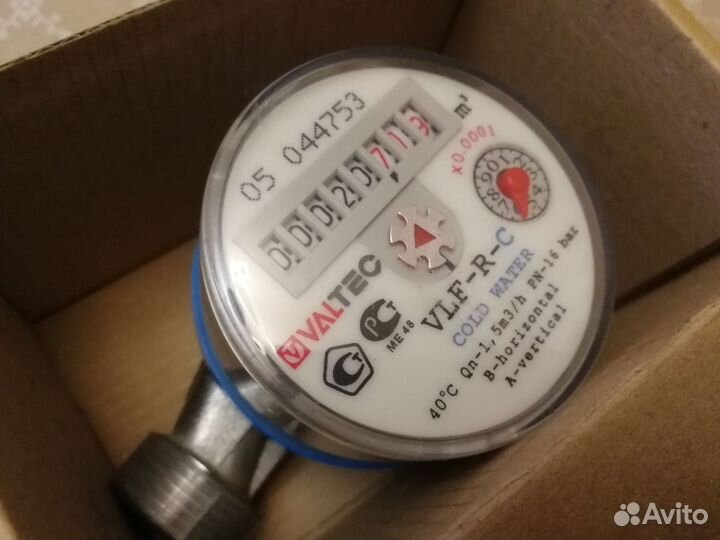 05 044753
00020713 m³
x0.0001
VALTEC
ME 48
VLF-R-C
COLD WATER
40°C Qn-1,5m3/h PN-16 bar
B-horizontal
A-vertical
Avito